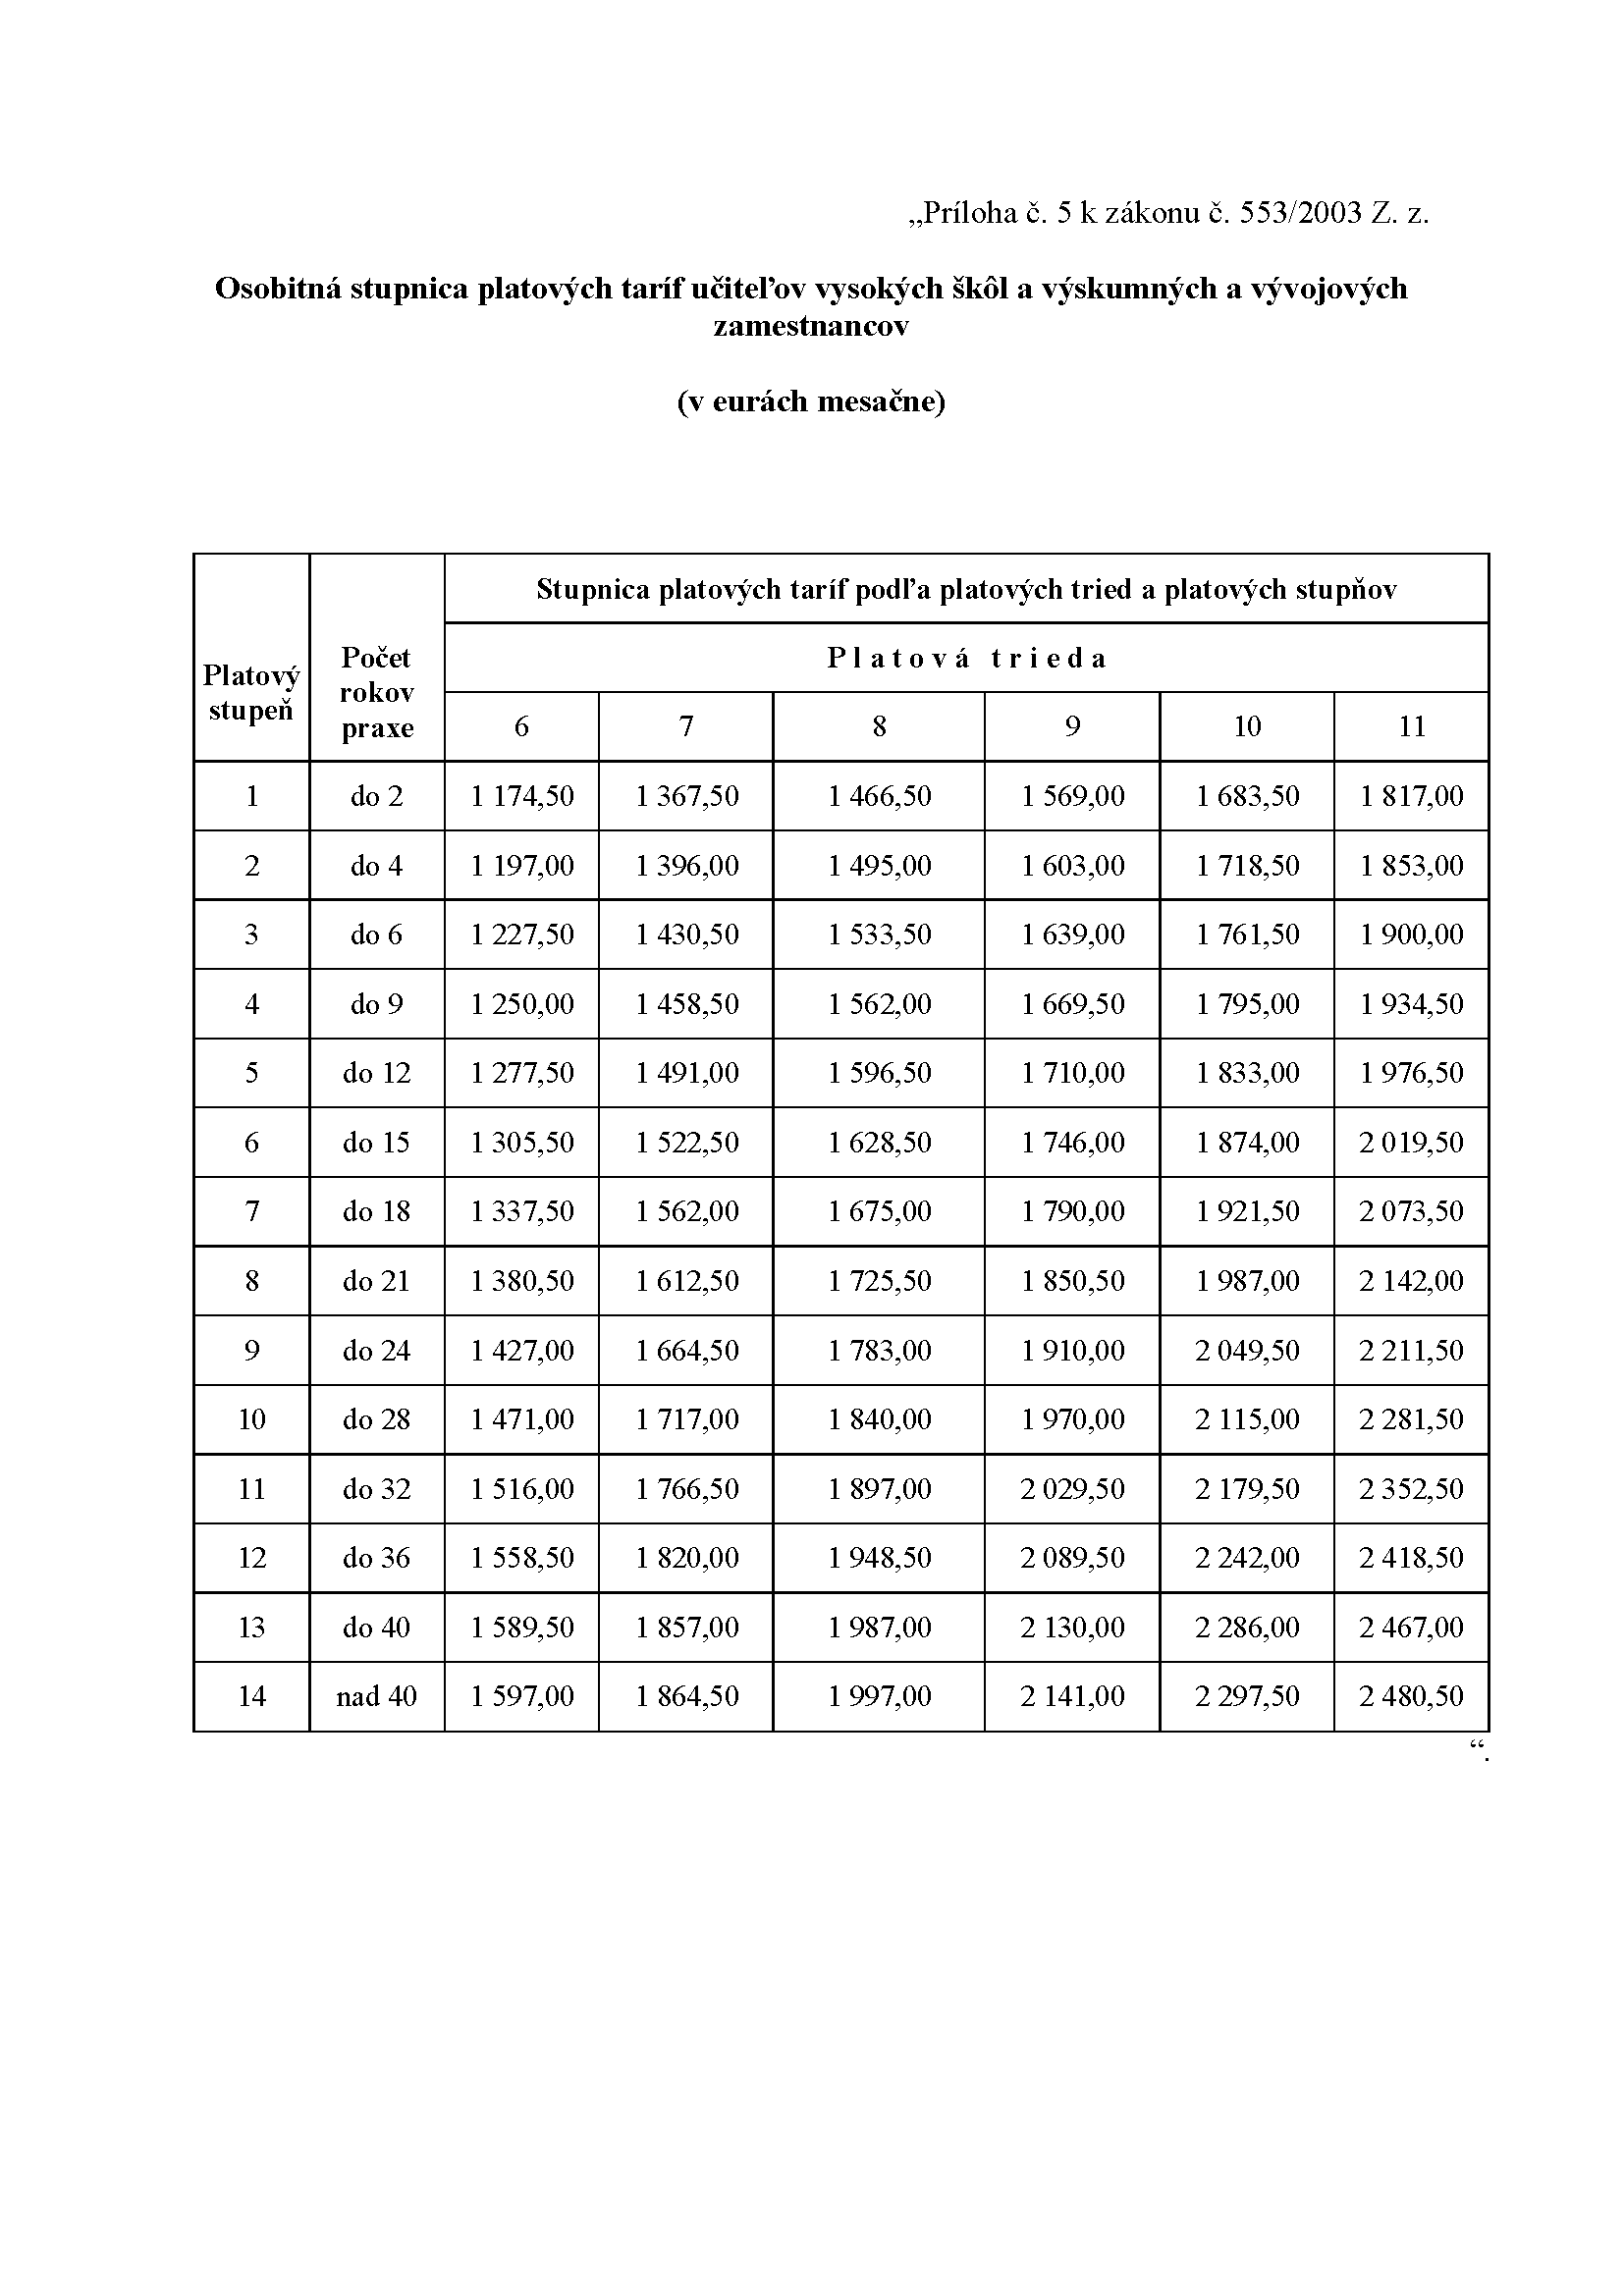 „Príloha č. 5 k zákonu č. 553/2003 Z. z.
Osobitná stupnica platových taríf učiteľov vysokých škôl a výskumných a vývojových
zamestnancov
(v eurách mesačne)
Platový stupeň Počet rokov praxe Stupnica platových taríf podľa platových tried a platových stupňov
P l a t o v á t r i e d a
6 7 8 9 10 11
1 do 2 1 174,50 1 367,50 1 466,50 1 569,00 1 683,50 1 817,00
2 do 4 1 197,00 1 396,00 1 495,00 1 603,00 1 718,50 1 853,00
3 do 6 1 227,50 1 430,50 1 533,50 1 639,00 1 761,50 1 900,00
4 do 9 1 250,00 1 458,50 1 562,00 1 669,50 1 795,00 1 934,50
5 do 12 1 277,50 1 491,00 1 596,50 1 710,00 1 833,00 1 976,50
6 do 15 1 305,50 1 522,50 1 628,50 1 746,00 1 874,00 2 019,50
7 do 18 1 337,50 1 562,00 1 675,00 1 790,00 1 921,50 2 073,50
8 do 21 1 380,50 1 612,50 1 725,50 1 850,50 1 987,00 2 142,00
9 do 24 1 427,00 1 664,50 1 783,00 1 910,00 2 049,50 2 211,50
10 do 28 1 471,00 1 717,00 1 840,00 1 970,00 2 115,00 2 281,50
11 do 32 1 516,00 1 766,50 1 897,00 2 029,50 2 179,50 2 352,50
12 do 36 1 558,50 1 820,00 1 948,50 2 089,50 2 242,00 2 418,50
13 do 40 1 589,50 1 857,00 1 987,00 2 130,00 2 286,00 2 467,00
14 nad 40 1 597,00 1 864,50 1 997,00 2 141,00 2 297,50 2 480,50
“.